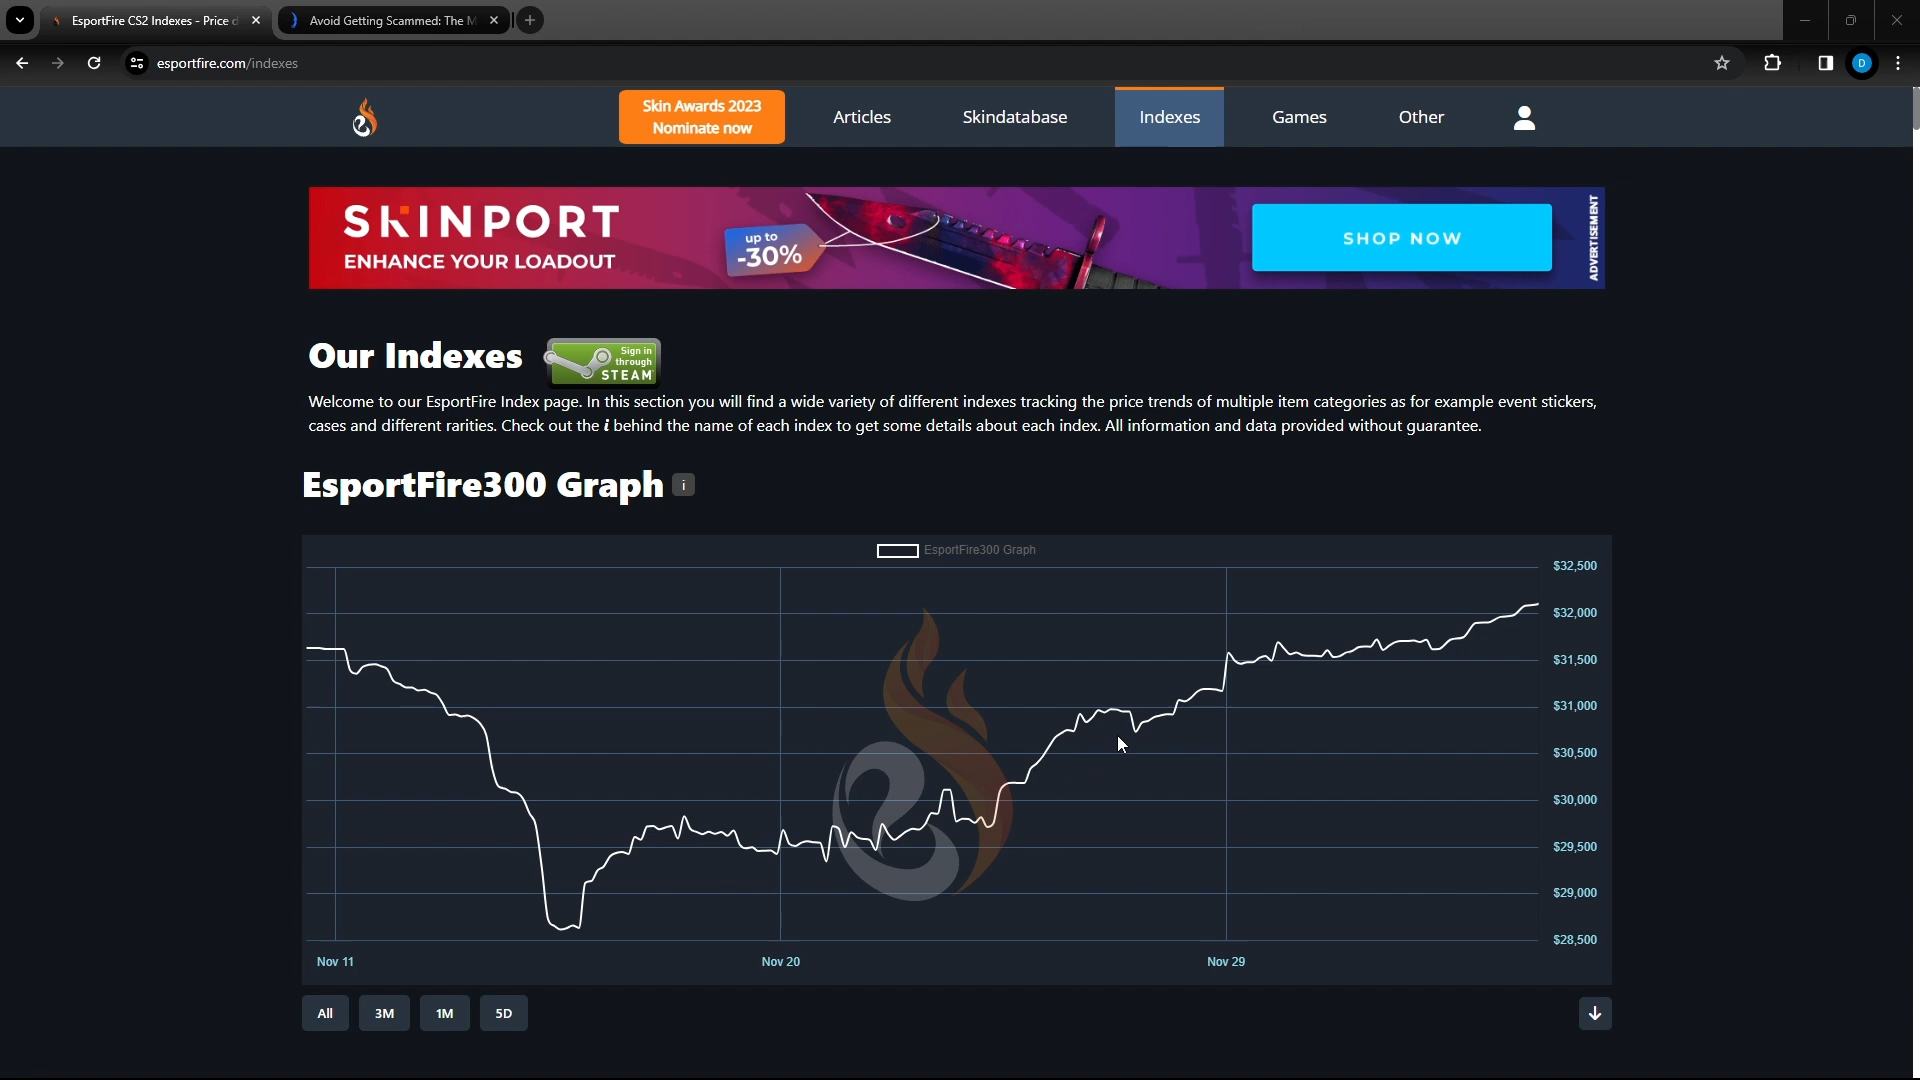 EsportFire CS2 Indexes - Price
Avoid Getting Scammed: The
esportfire.com/indexes
D
Skin Awards 2023
Nominate now
Articles
Skindatabase
Indexes
Games
Other
SKINPORT
ENHANCE YOUR LOADOUT
up to
-30%
SHOP NOW
ADVERTISEMENT
Our Indexes
Sign in
through
STEAM
Welcome to our EsportFire Index page. In this section you will find a wide variety of different indexes tracking the price trends of multiple item categories as for example event stickers,
cases and different rarities. Check out the i behind the name of each index to get some details about each index. All information and data provided without guarantee.
EsportFire300 Graph i
EsportFire300 Graph
$32,500
$32,000
$31,500
$31,000
$30,500
$30,000
$29,500
$29,000
$28,500
Nov 11
Nov 20
Nov 29
All
3M
1M
5D